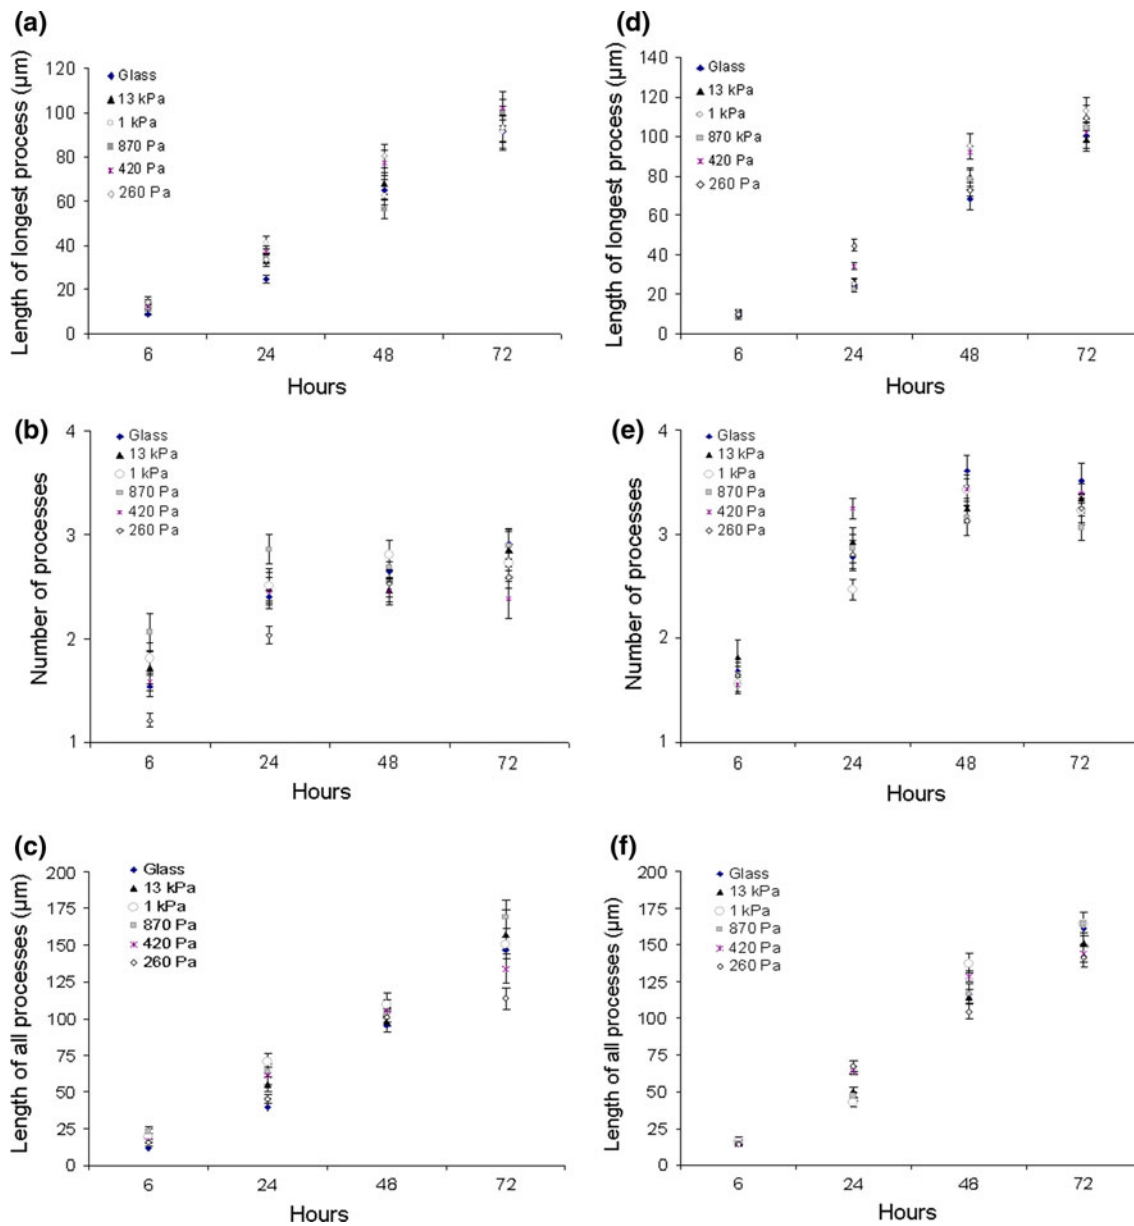 (a)
Length of longest process (µm)
120
100
80
60
40
20
0
Glass
13 kPa
1 kPa
870 Pa
420 Pa
260 Pa
6 24 48 72
Hours
(d)
Length of longest process (µm)
140
120
100
80
60
40
20
0
Glass
13 kPa
1 kPa
870 kPa
420 Pa
260 Pa
6 24 48 72
Hours
(b)
Number of processes
4
3
2
1
Glass
13 kPa
1 kPa
870 Pa
420 Pa
260 Pa
6 24 48 72
Hours
(e)
Number of processes
4
3
2
1
Glass
13 kPa
1 kPa
870 Pa
420 Pa
260 Pa
6 24 48 72
Hours
(c)
Length of all processes (µm)
200
175
150
125
100
75
50
25
0
Glass
13 kPa
1 kPa
870 Pa
420 Pa
260 Pa
6 24 48 72
Hours
(f)
Length of all processes (µm)
200
175
150
125
100
75
50
25
0
Glass
13 kPa
1 kPa
870 Pa
420 Pa
260 Pa
6 24 48 72
Hours